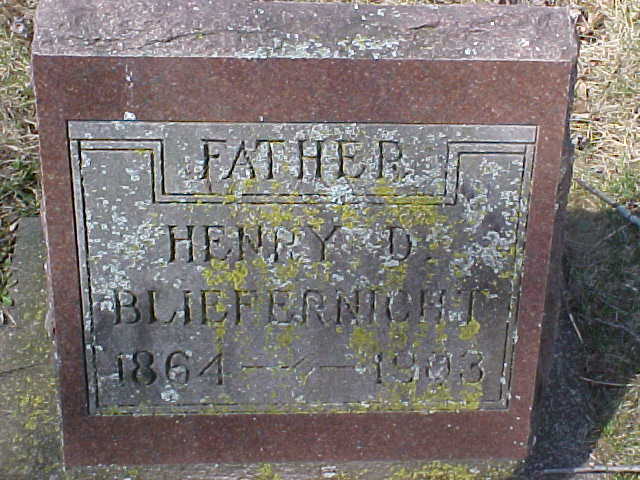 FATHER
HENRY D.
BLIEFERNICHT
1864 — 1903